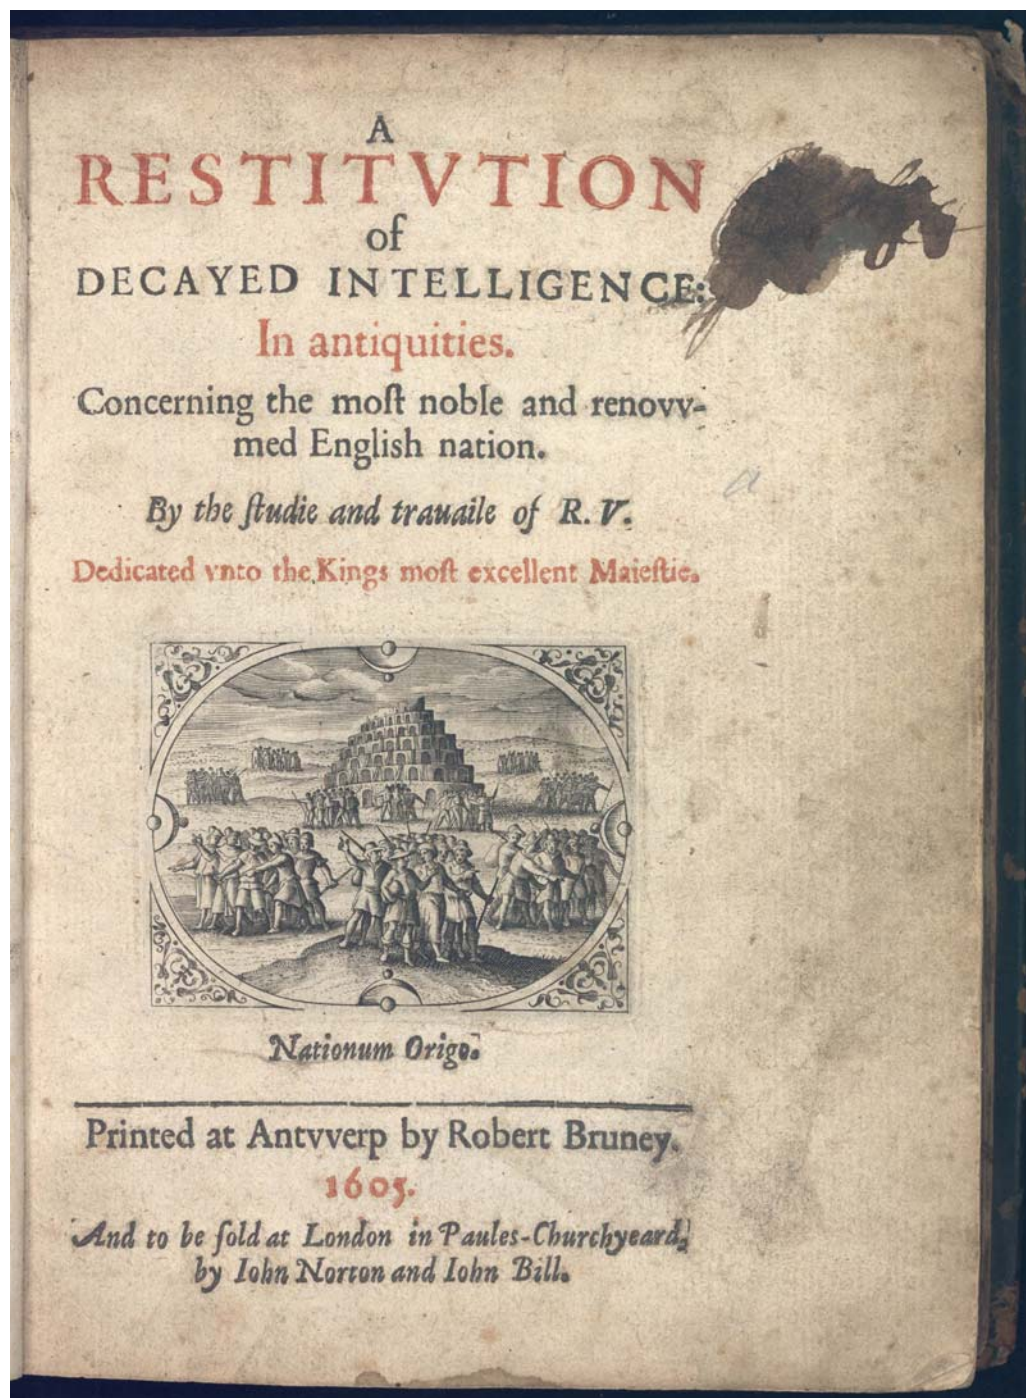 A
RESTITVTION
of
DECAYED INTELLIGENCE:
In antiquities.
Concerning the moſt noble and renovv-
med Engliſh nation.
By the ſtudie and trauaile of R. V.
Dedicated vnto the Kings moſt excellent Maieſtie.
Nationum Origo.
Printed at Antvverp by Robert Bruney.
1605.
And to be ſold at London in Paules-Churchyeard,
by Iohn Norton and Iohn Bill.